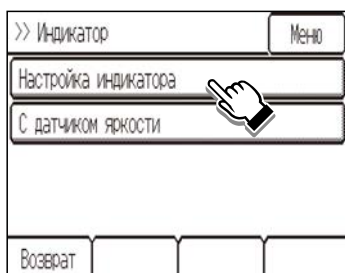 >> Индикатор Меню
Настройка индикатора
С датчиком яркости
Возврат